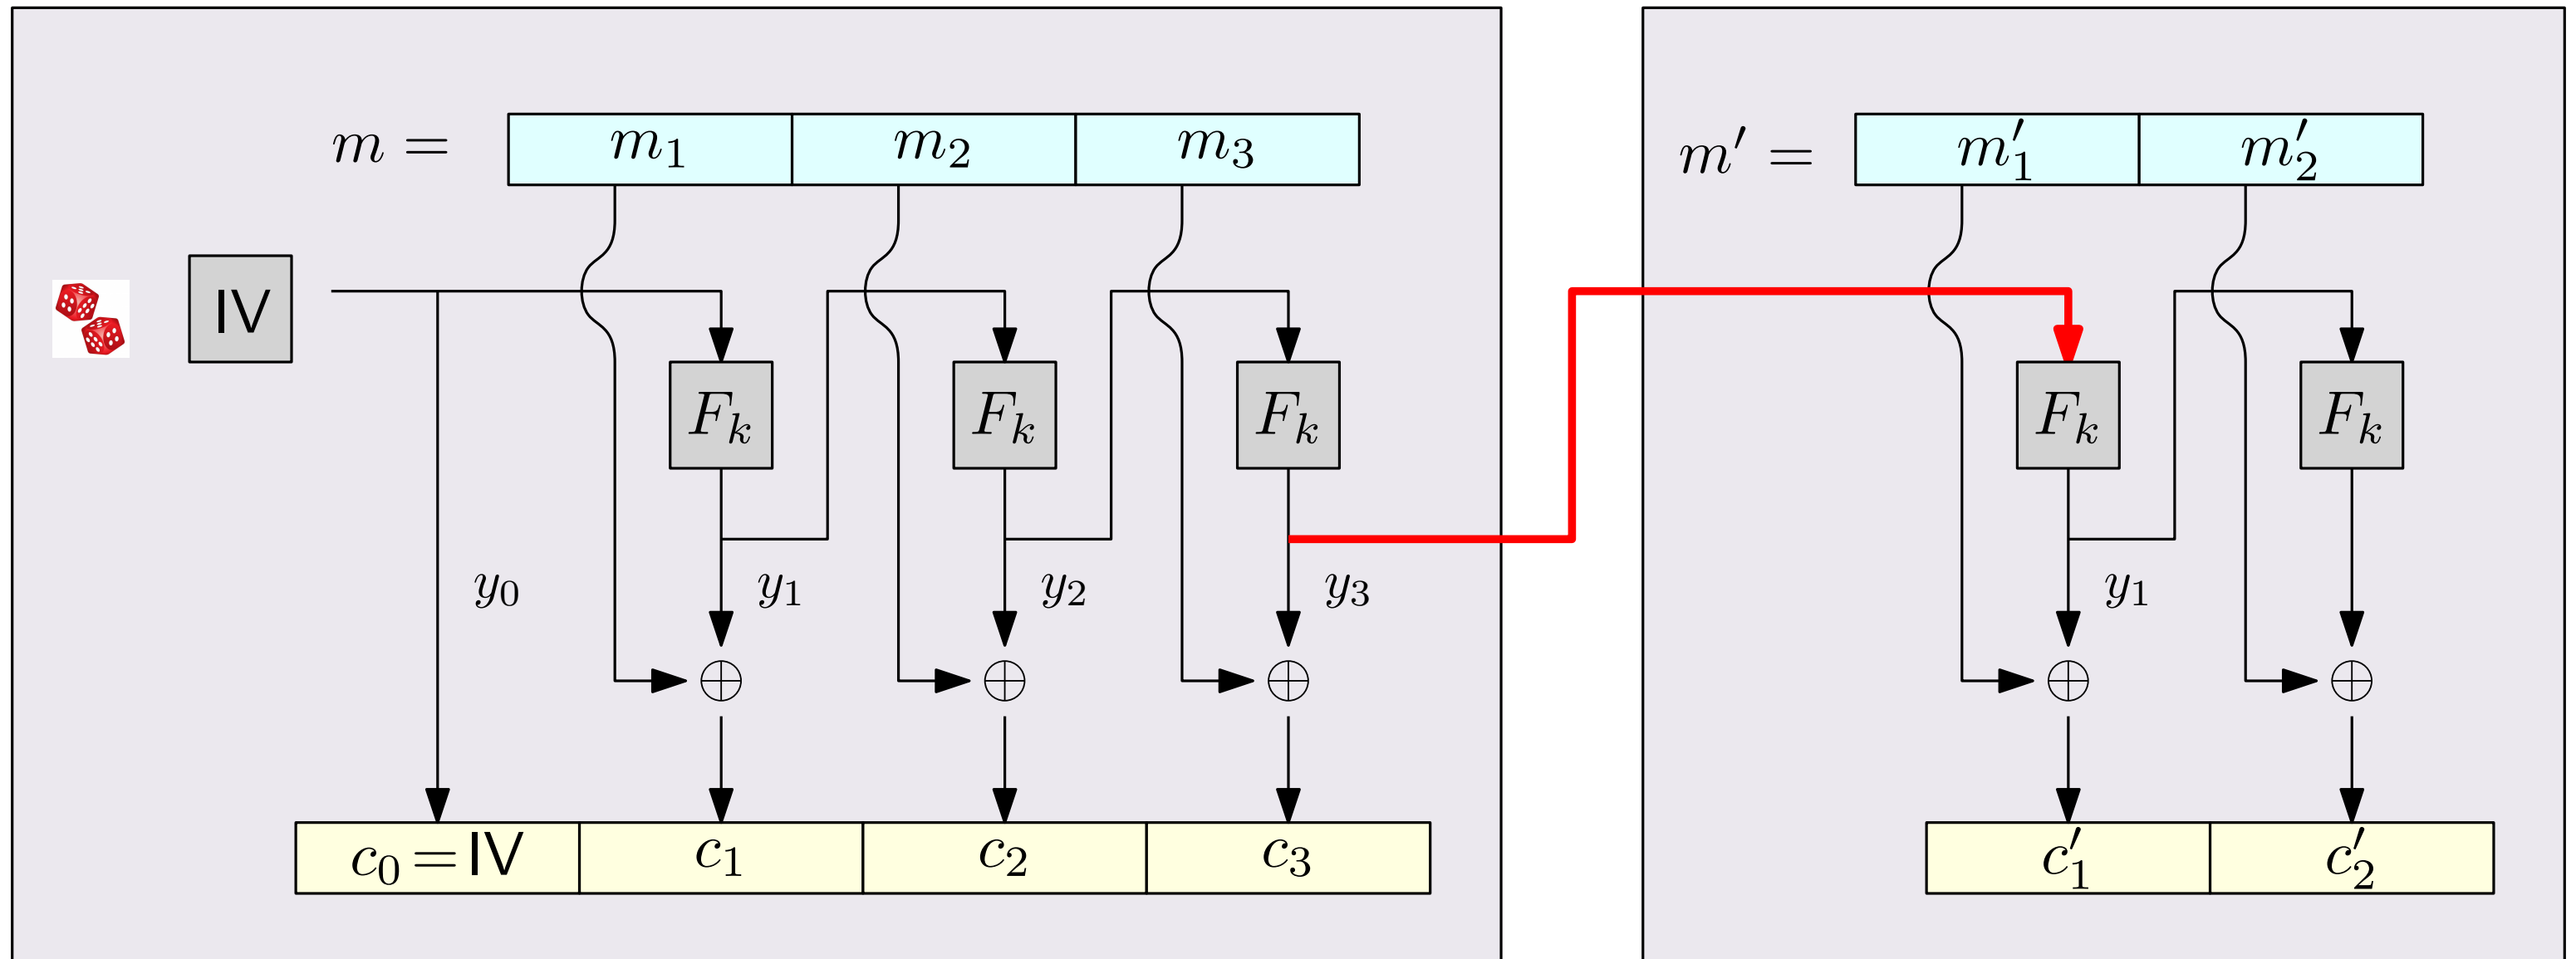 m = m₁ m₂ m₃
m′ = m′₁ m′₂
IV
Fₖ Fₖ Fₖ Fₖ Fₖ
y₀ y₁ y₂ y₃ y₁
c₀ = IV c₁ c₂ c₃
c′₁ c′₂